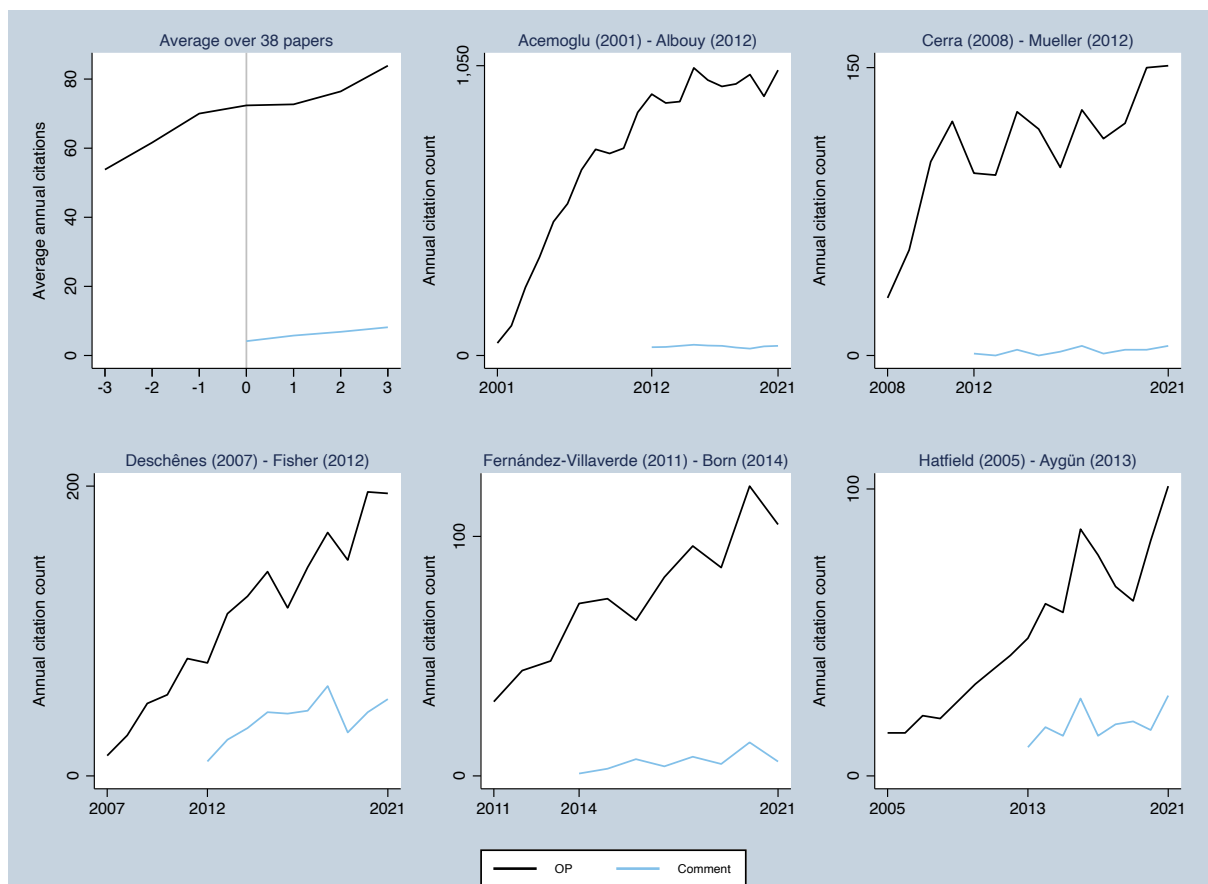 Average over 38 papers
Average annual citations
80
60
40
20
0
-3 -2 -1 0 1 2 3
Acemoglu (2001) - Albouy (2012)
Annual citation count
1,050
0
2001 2012 2021
Cerra (2008) - Mueller (2012)
Annual citation count
150
0
2008 2012 2021
Deschênes (2007) - Fisher (2012)
Annual citation count
200
0
2007 2012 2021
Fernández-Villaverde (2011) - Born (2014)
Annual citation count
100
0
2011 2014 2021
Hatfield (2005) - Aygün (2013)
Annual citation count
100
0
2005 2013 2021
OP Comment